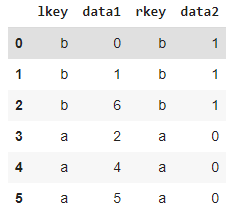 lkey data1 rkey data2
0 b 0 b 1
1 b 1 b 1
2 b 6 b 1
3 a 2 a 0
4 a 4 a 0
5 a 5 a 0